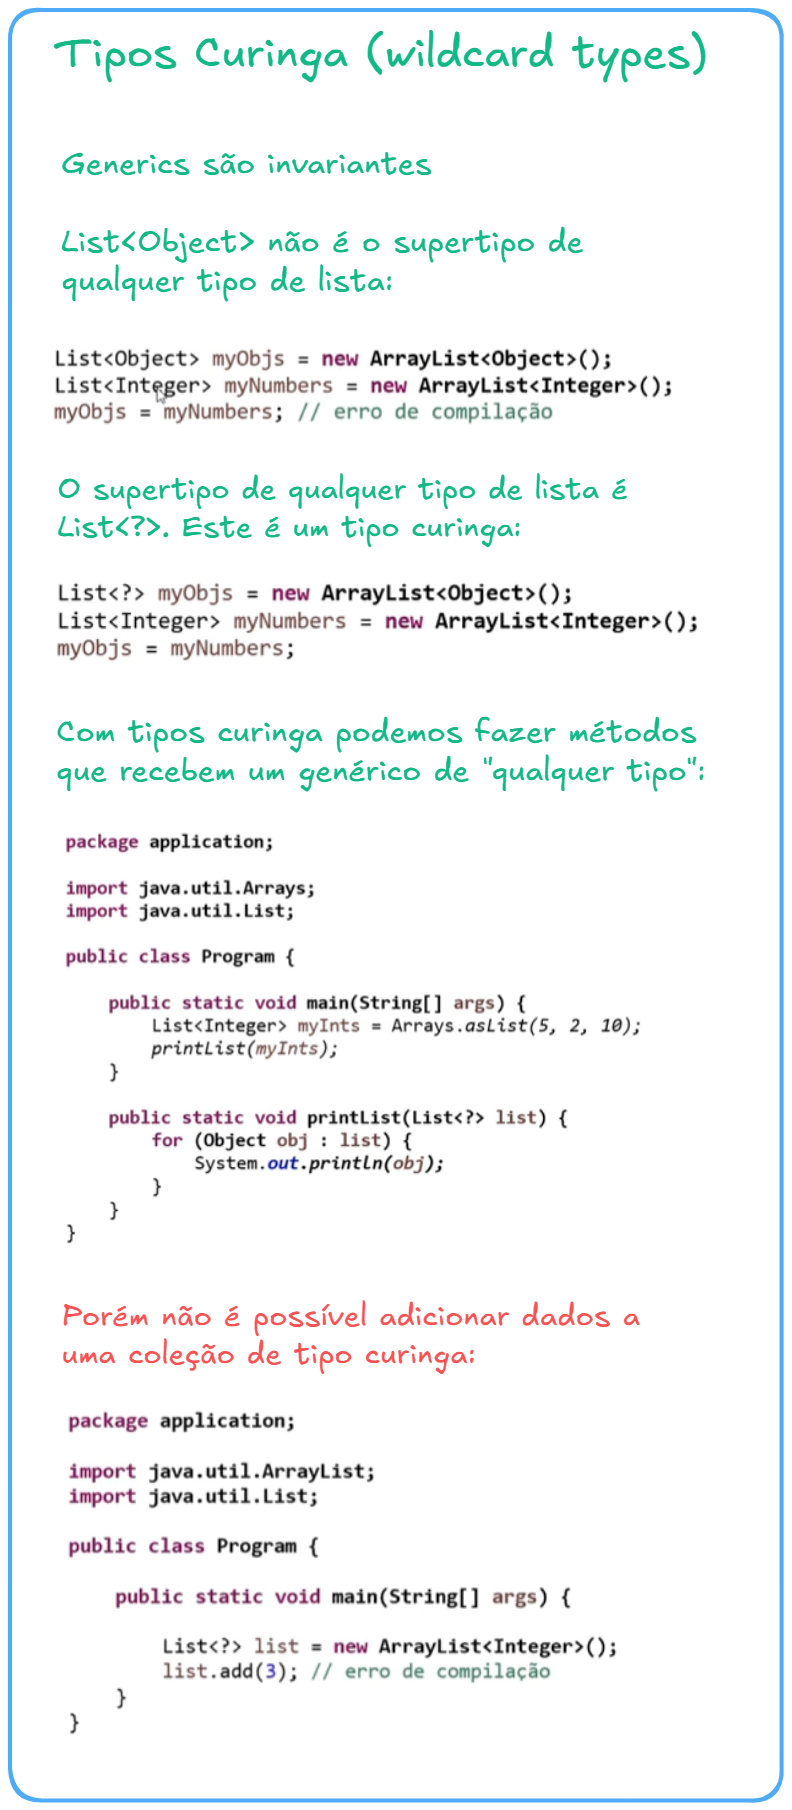 Tipos Curinga (wildcard types)
Generics são invariantes
List<Object> não é o supertipo de
qualquer tipo de lista:
List<Object> myObjs = new ArrayList<Object>();
List<Integer> myNumbers = new ArrayList<Integer>();
myObjs = myNumbers; // erro de compilação
O supertipo de qualquer tipo de lista é
List<?>. Este é um tipo curinga:
List<?> myObjs = new ArrayList<Object>();
List<Integer> myNumbers = new ArrayList<Integer>();
myObjs = myNumbers;
Com tipos curinga podemos fazer métodos
que recebem um genérico de "qualquer tipo":
package application;
import java.util.Arrays;
import java.util.List;
public class Program {
public static void main(String[] args) {
List<Integer> myInts = Arrays.asList(5, 2, 10);
printList(myInts);
}
public static void printList(List<?> list) {
for (Object obj : list) {
System.out.println(obj);
}
}
}
Porém não é possível adicionar dados a
uma coleção de tipo curinga:
package application;
import java.util.ArrayList;
import java.util.List;
public class Program {
public static void main(String[] args) {
List<?> list = new ArrayList<Integer>();
list.add(3); // erro de compilação
}
}